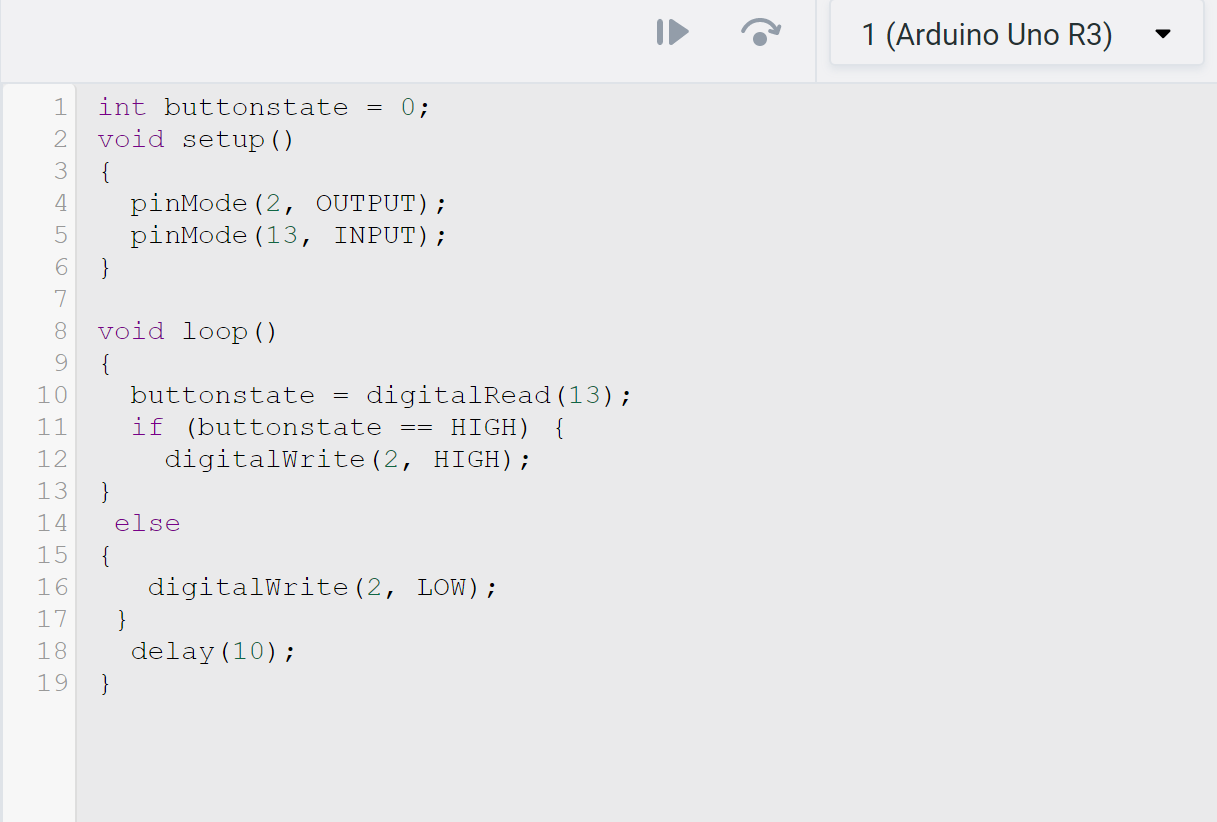 1 (Arduino Uno R3)
1 int buttonstate = 0;
2 void setup()
3 {
4   pinMode(2, OUTPUT);
5   pinMode(13, INPUT);
6 }
7
8 void loop()
9 {
10   buttonstate = digitalRead(13);
11   if (buttonstate == HIGH) {
12     digitalWrite(2, HIGH);
13 }
14  else
15 {
16    digitalWrite(2, LOW);
17  }
18   delay(10);
19 }